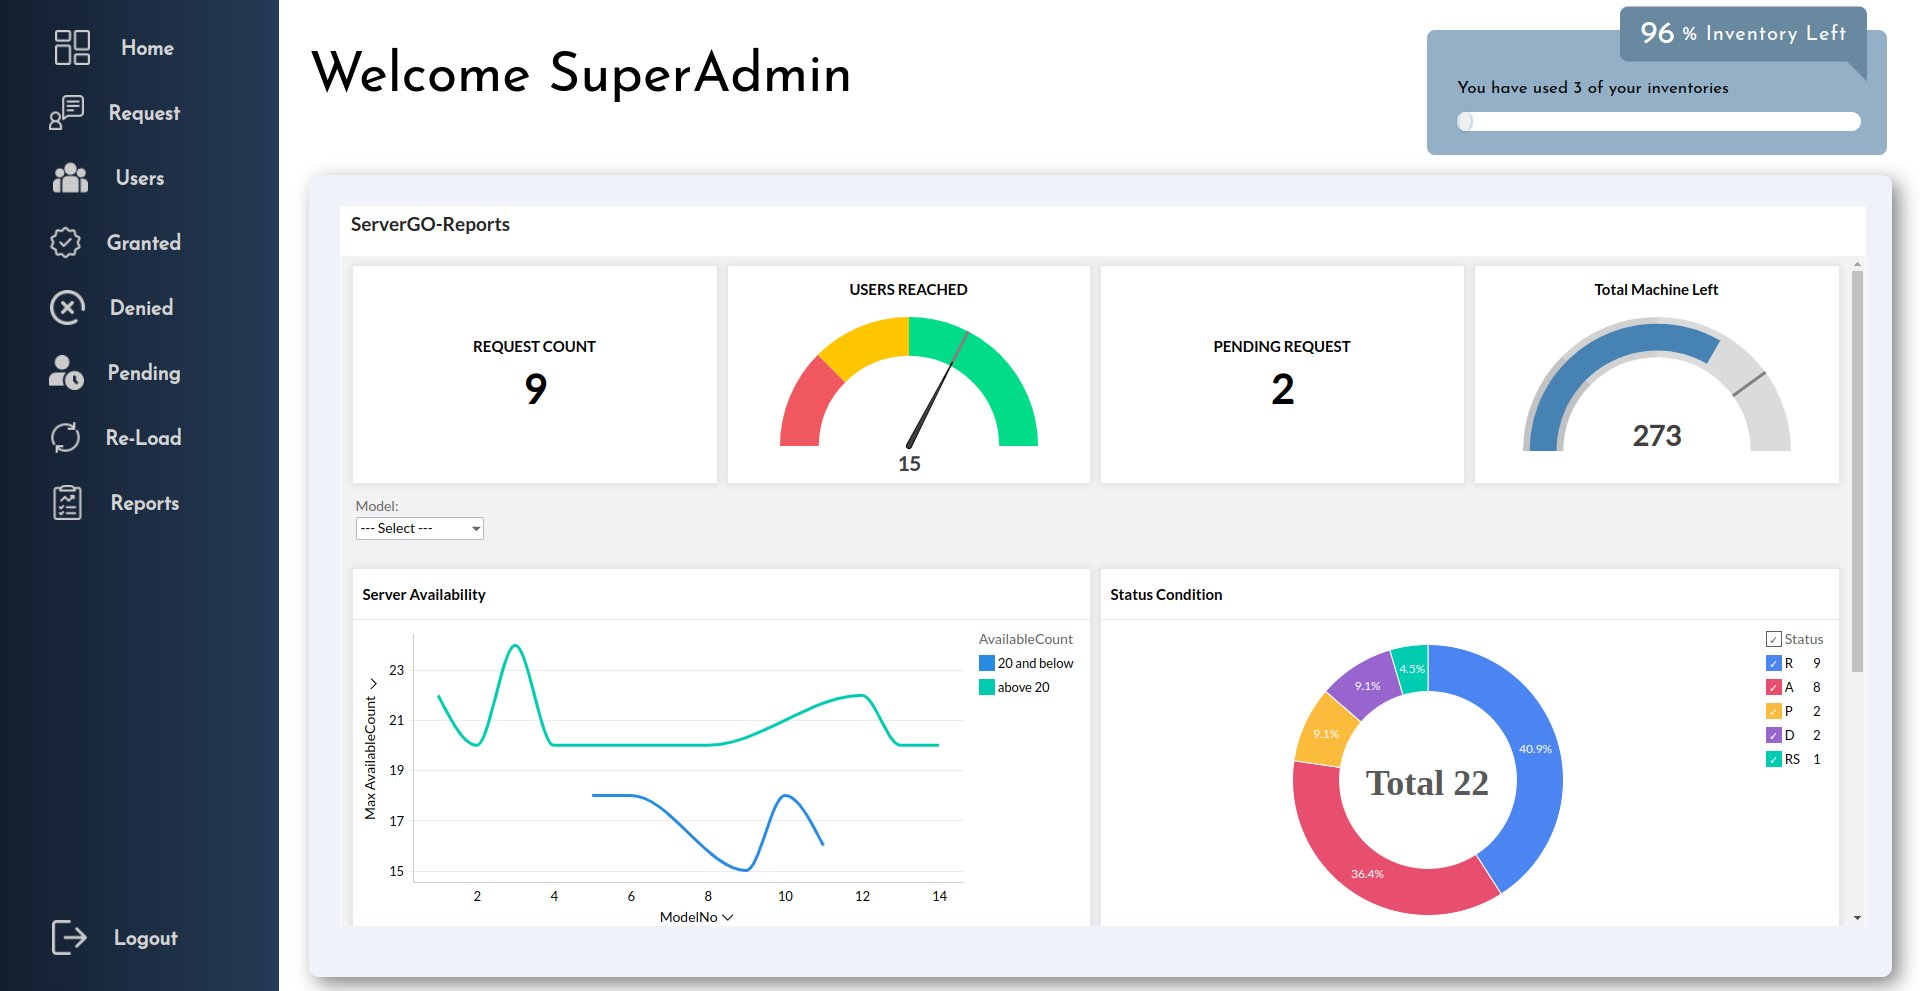 Home
Request
Users
Granted
Denied
Pending
Re-Load
Reports
Logout
Welcome SuperAdmin
96 % Inventory Left
You have used 3 of your inventories
ServerGO-Reports
REQUEST COUNT
9
USERS REACHED
15
PENDING REQUEST
2
Total Machine Left
273
Model:
--- Select ---
Server Availability
Max AvailableCount
23
21
19
17
15
2 4 6 8 10 12 14
ModelNo
AvailableCount
20 and below
above 20
Status Condition
4.5%
9.1%
9.1%
40.9%
36.4%
Total 22
Status
R 9
A 8
P 2
D 2
RS 1